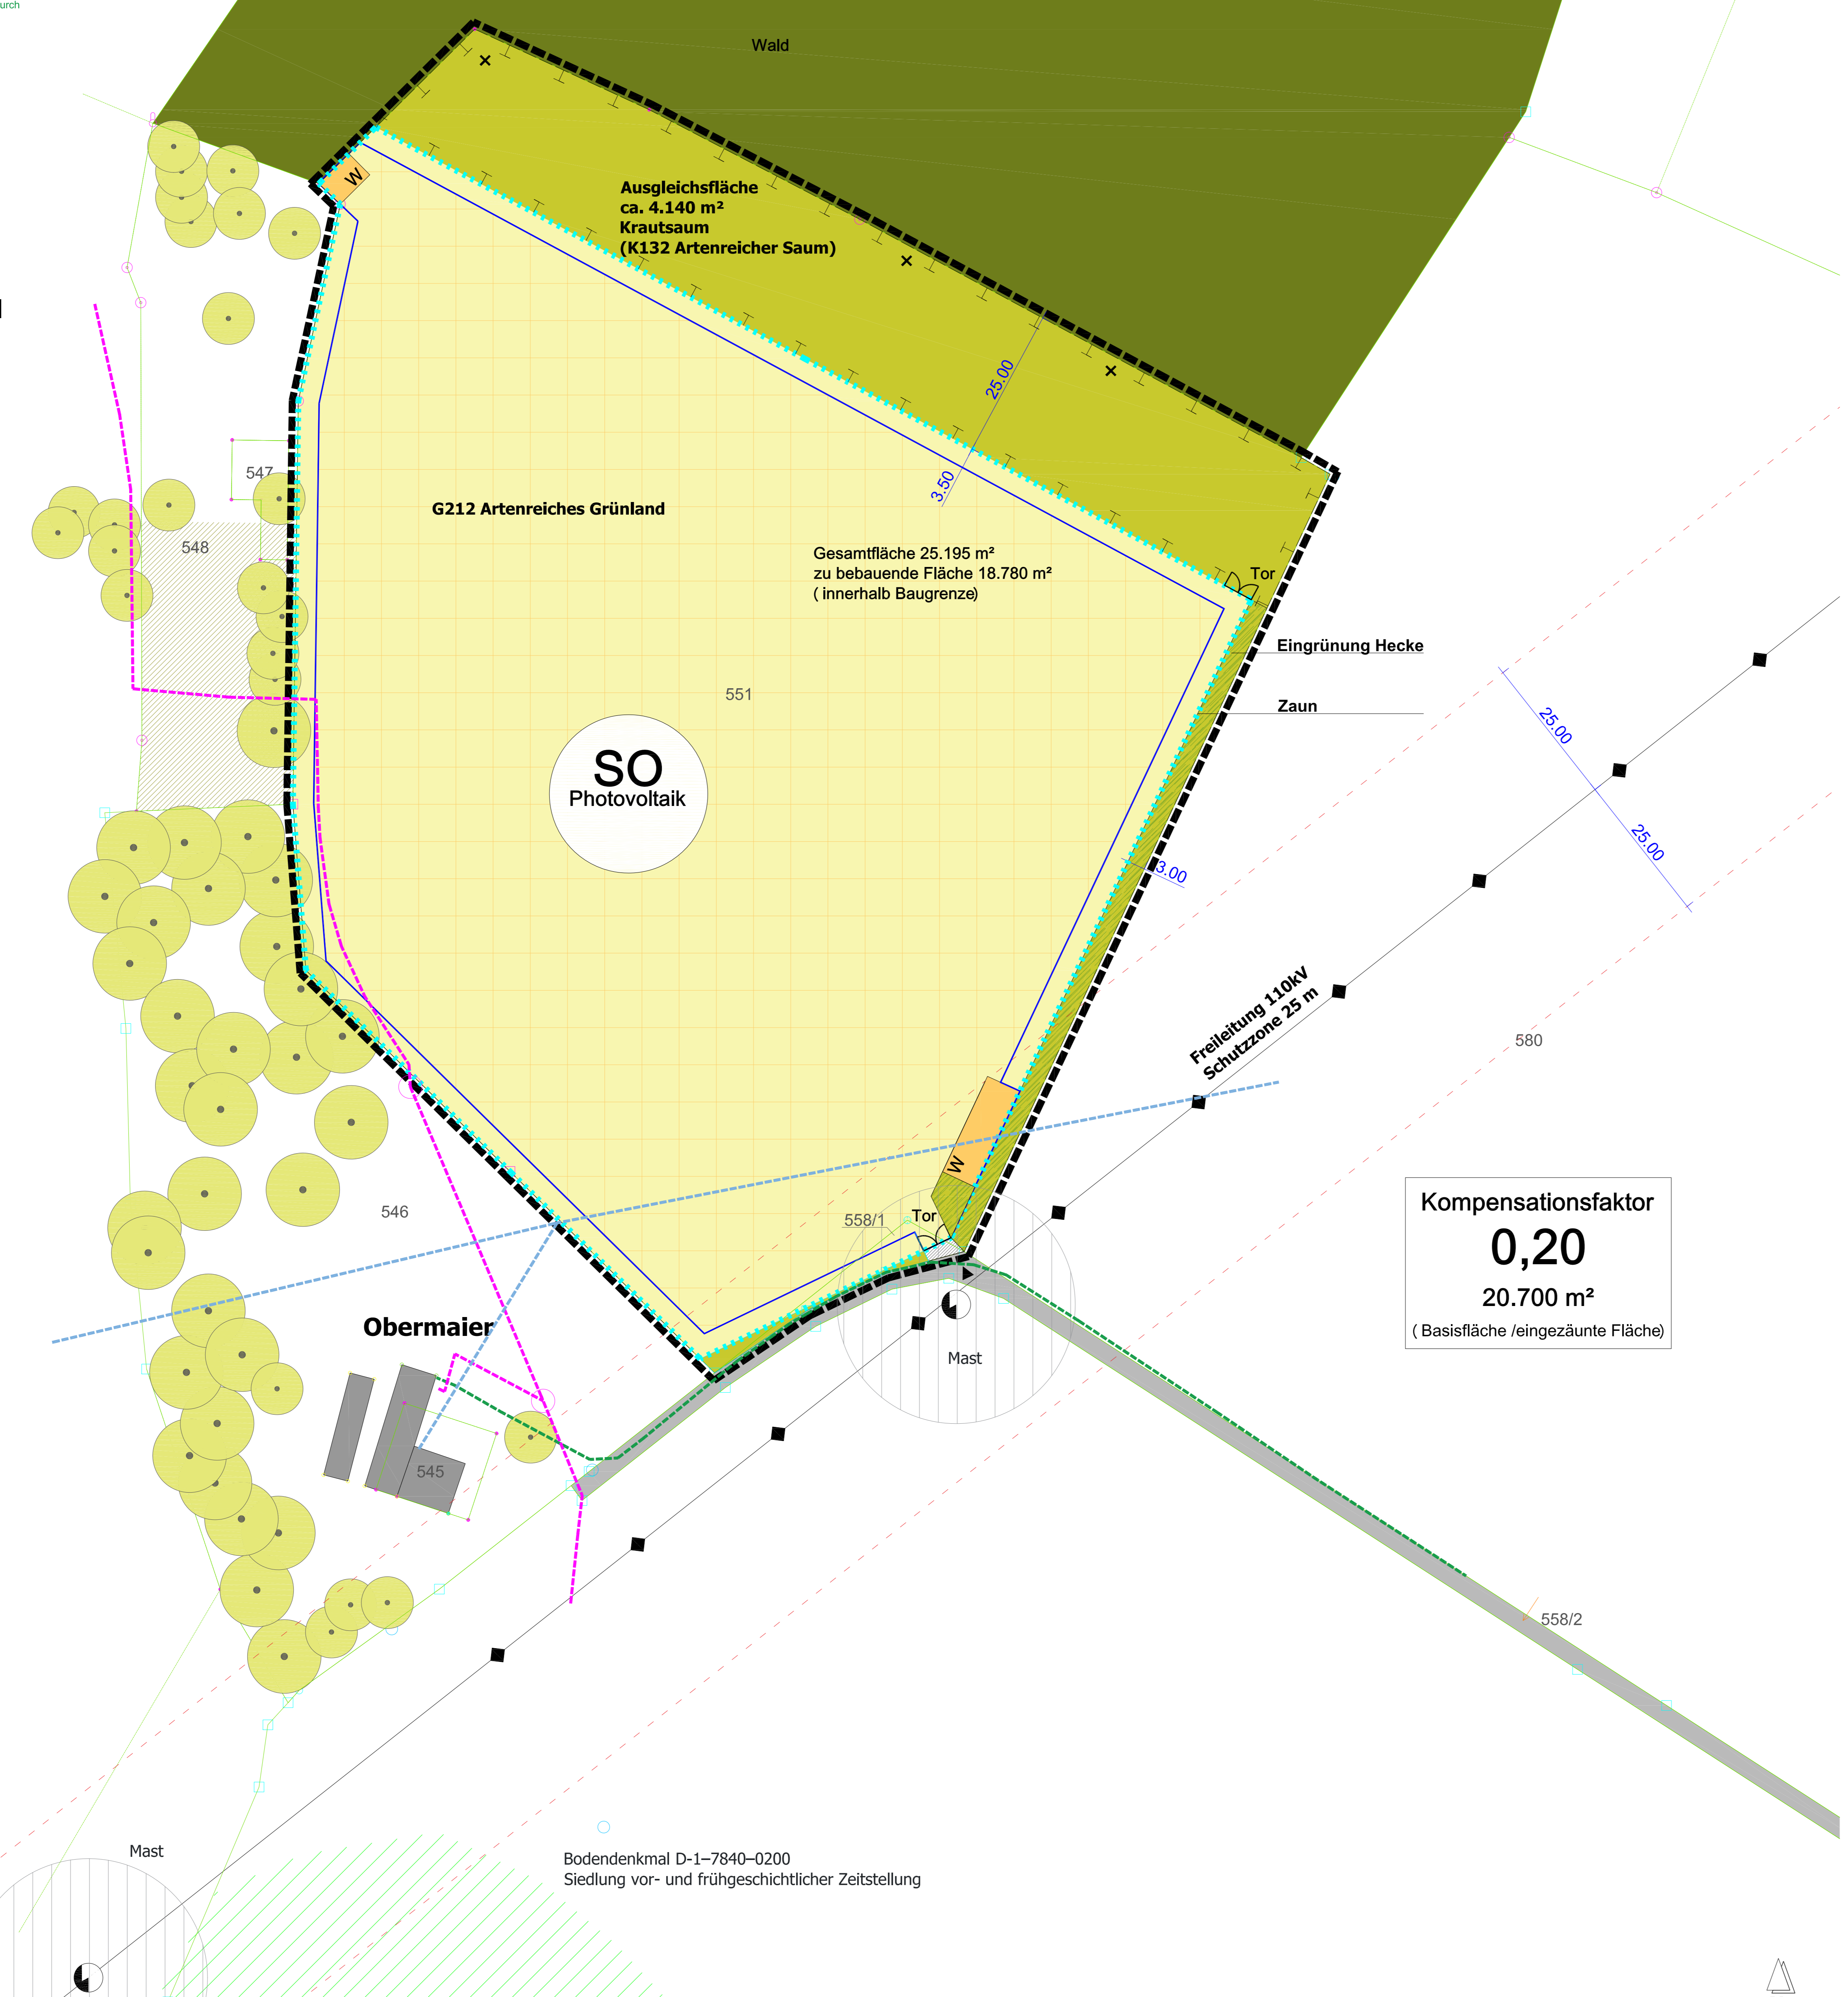 urch
Wald
W
Ausgleichsfläche
ca. 4.140 m²
Krautsaum
(K132 Artenreicher Saum)
25.00
3.50
547
G212 Artenreiches Grünland
548
Gesamtfläche 25.195 m²
zu bebauende Fläche 18.780 m²
( innerhalb Baugrenze)
Tor
Eingrünung Hecke
551
Zaun
25.00
SO
Photovoltaik
25.00
3.00
Freileitung 110kV
Schutzzone 25 m
580
W
546
558/1
Tor
Kompensationsfaktor
0,20
20.700 m²
( Basisfläche /eingezäunte Fläche)
Obermaier
Mast
545
558/2
Mast
Bodendenkmal D-1–7840–0200
Siedlung vor- und frühgeschichtlicher Zeitstellung